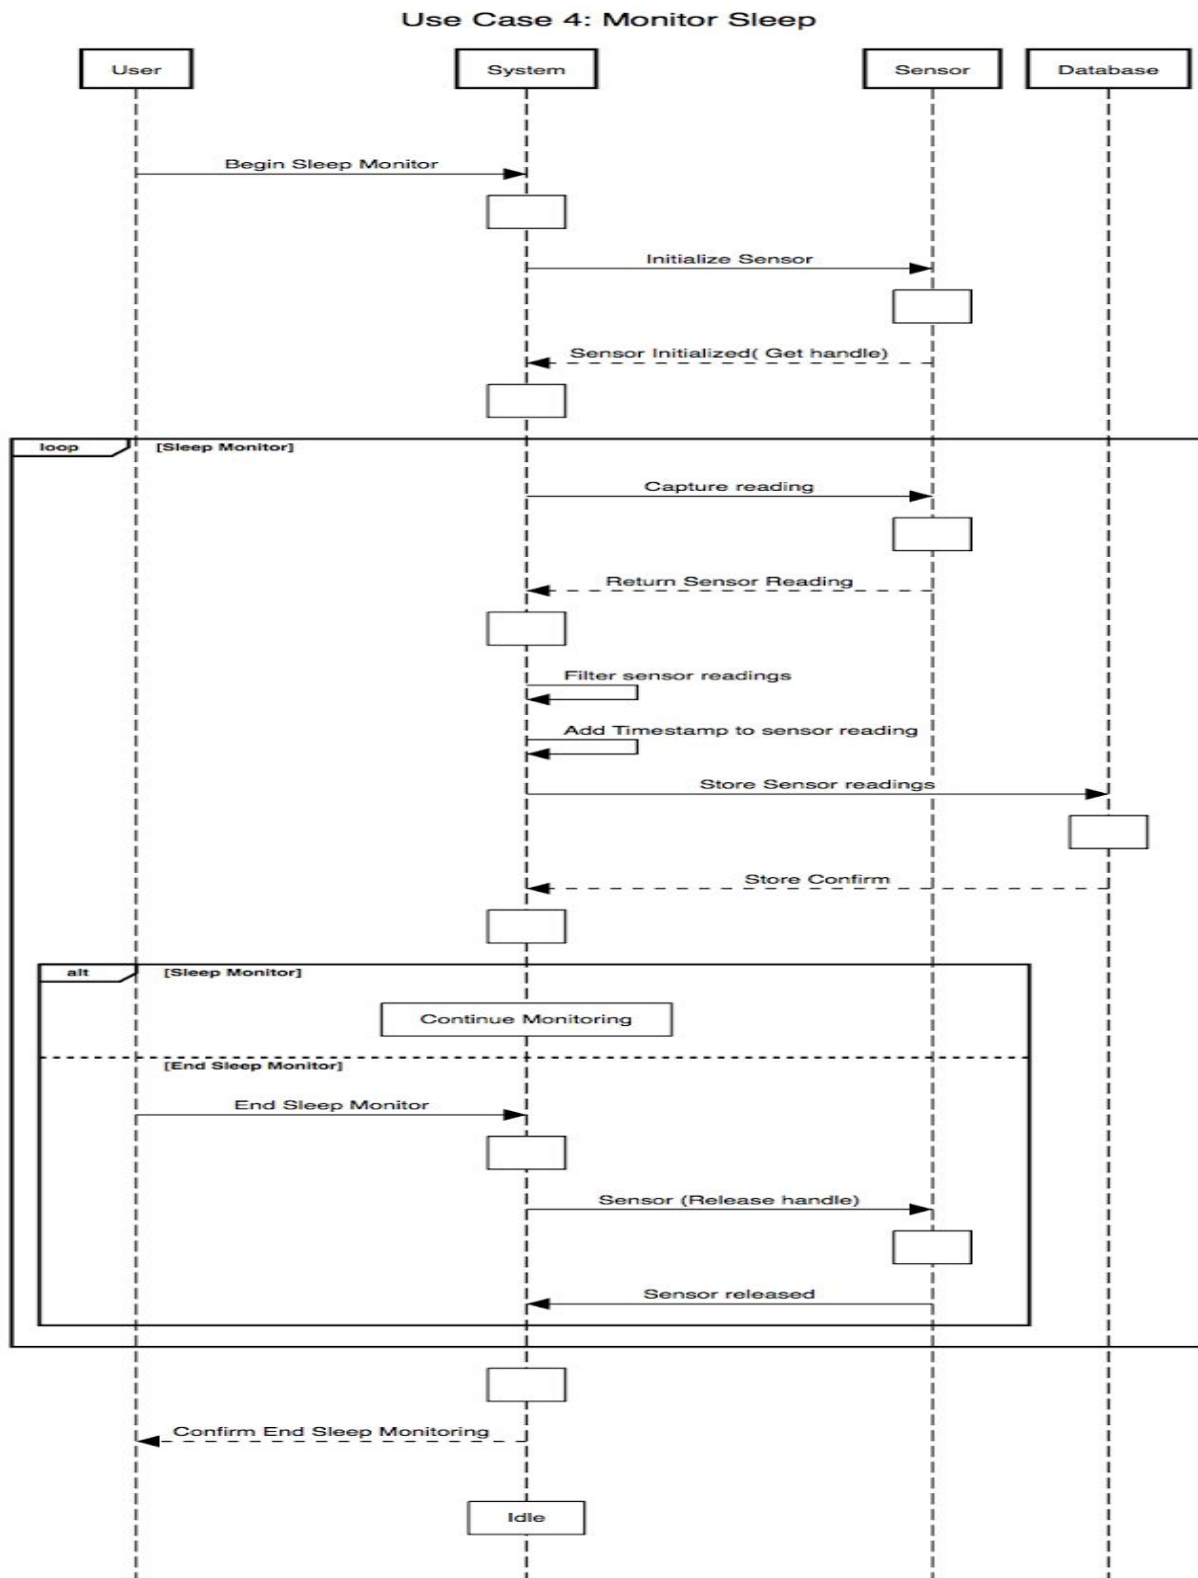 Use Case 4: Monitor Sleep
User
System
Sensor
Database
Begin Sleep Monitor
Initialize Sensor
Sensor Initialized( Get handle)
loop
[Sleep Monitor]
Capture reading
Return Sensor Reading
Filter sensor readings
Add Timestamp to sensor reading
Store Sensor readings
Store Confirm
alt
[Sleep Monitor]
Continue Monitoring
[End Sleep Monitor]
End Sleep Monitor
Sensor (Release handle)
Sensor released
Confirm End Sleep Monitoring
Idle